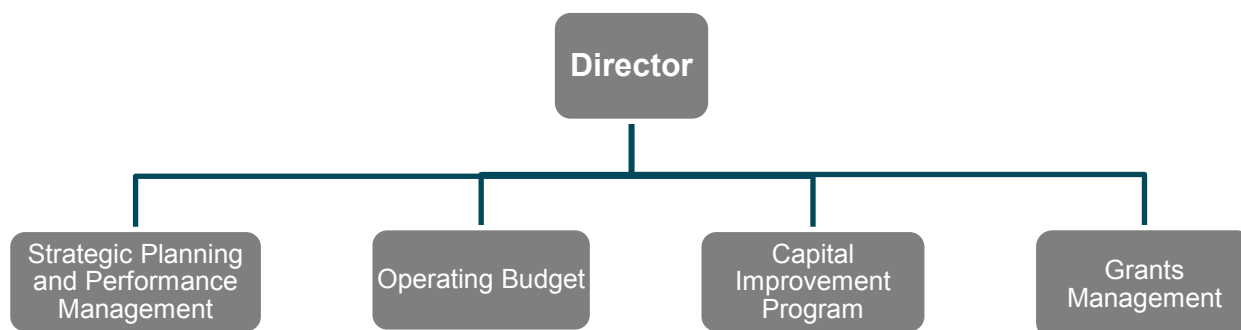 Director
Strategic Planning
and Performance
Management
Operating Budget
Capital
Improvement
Program
Grants
Management